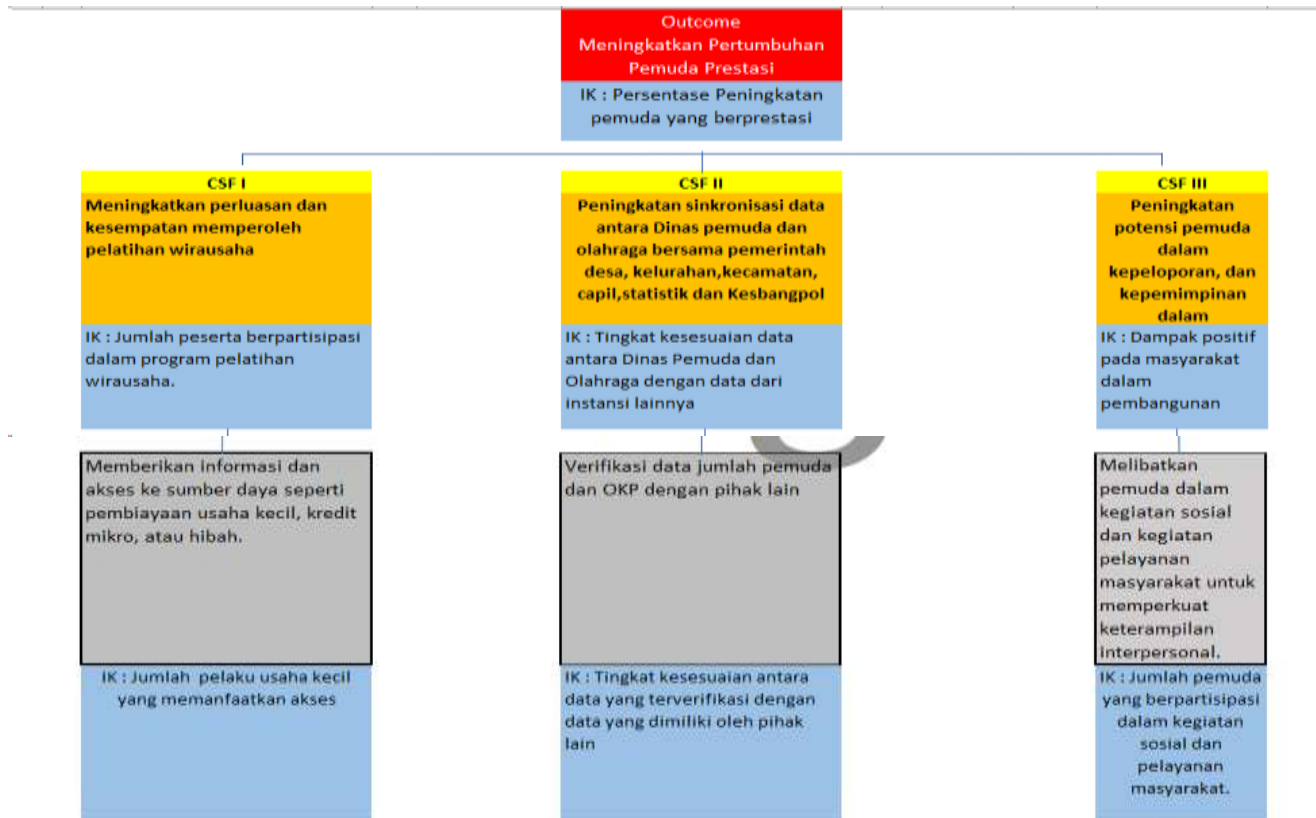 Outcome
Meningkatkan Pertumbuhan
Pemuda Prestasi
IK : Persentase Peningkatan
pemuda yang berprestasi
CSF I
Meningkatkan perluasan dan
kesempatan memperoleh
pelatihan wirausaha
IK : Jumlah peserta berpartisipasi
dalam program pelatihan
wirausaha.
Memberikan informasi dan
akses ke sumber daya seperti
pembiayaan usaha kecil, kredit
mikro, atau hibah.
IK : Jumlah pelaku usaha kecil
yang memanfaatkan akses
CSF II
Peningkatan sinkronisasi data
antara Dinas pemuda dan
olahraga bersama pemerintah
desa, kelurahan,kecamatan,
capil,statistik dan Kesbangpol
IK : Tingkat kesesuaian data
antara Dinas Pemuda dan
Olahraga dengan data dari
instansi lainnya
Verifikasi data jumlah pemuda
dan OKP dengan pihak lain
IK : Tingkat kesesuaian antara
data yang terverifikasi dengan
data yang dimiliki oleh pihak
lain
CSF III
Peningkatan
potensi pemuda
dalam
kepeloporan, dan
kepemimpinan
dalam
IK : Dampak positif
pada masyarakat
dalam
pembangunan
Melibatkan
pemuda dalam
kegiatan sosial
dan kegiatan
pelayanan
masyarakat untuk
memperkuat
keterampilan
interpersonal.
IK : Jumlah pemuda
yang berpartisipasi
dalam kegiatan
sosial dan
pelayanan
masyarakat.